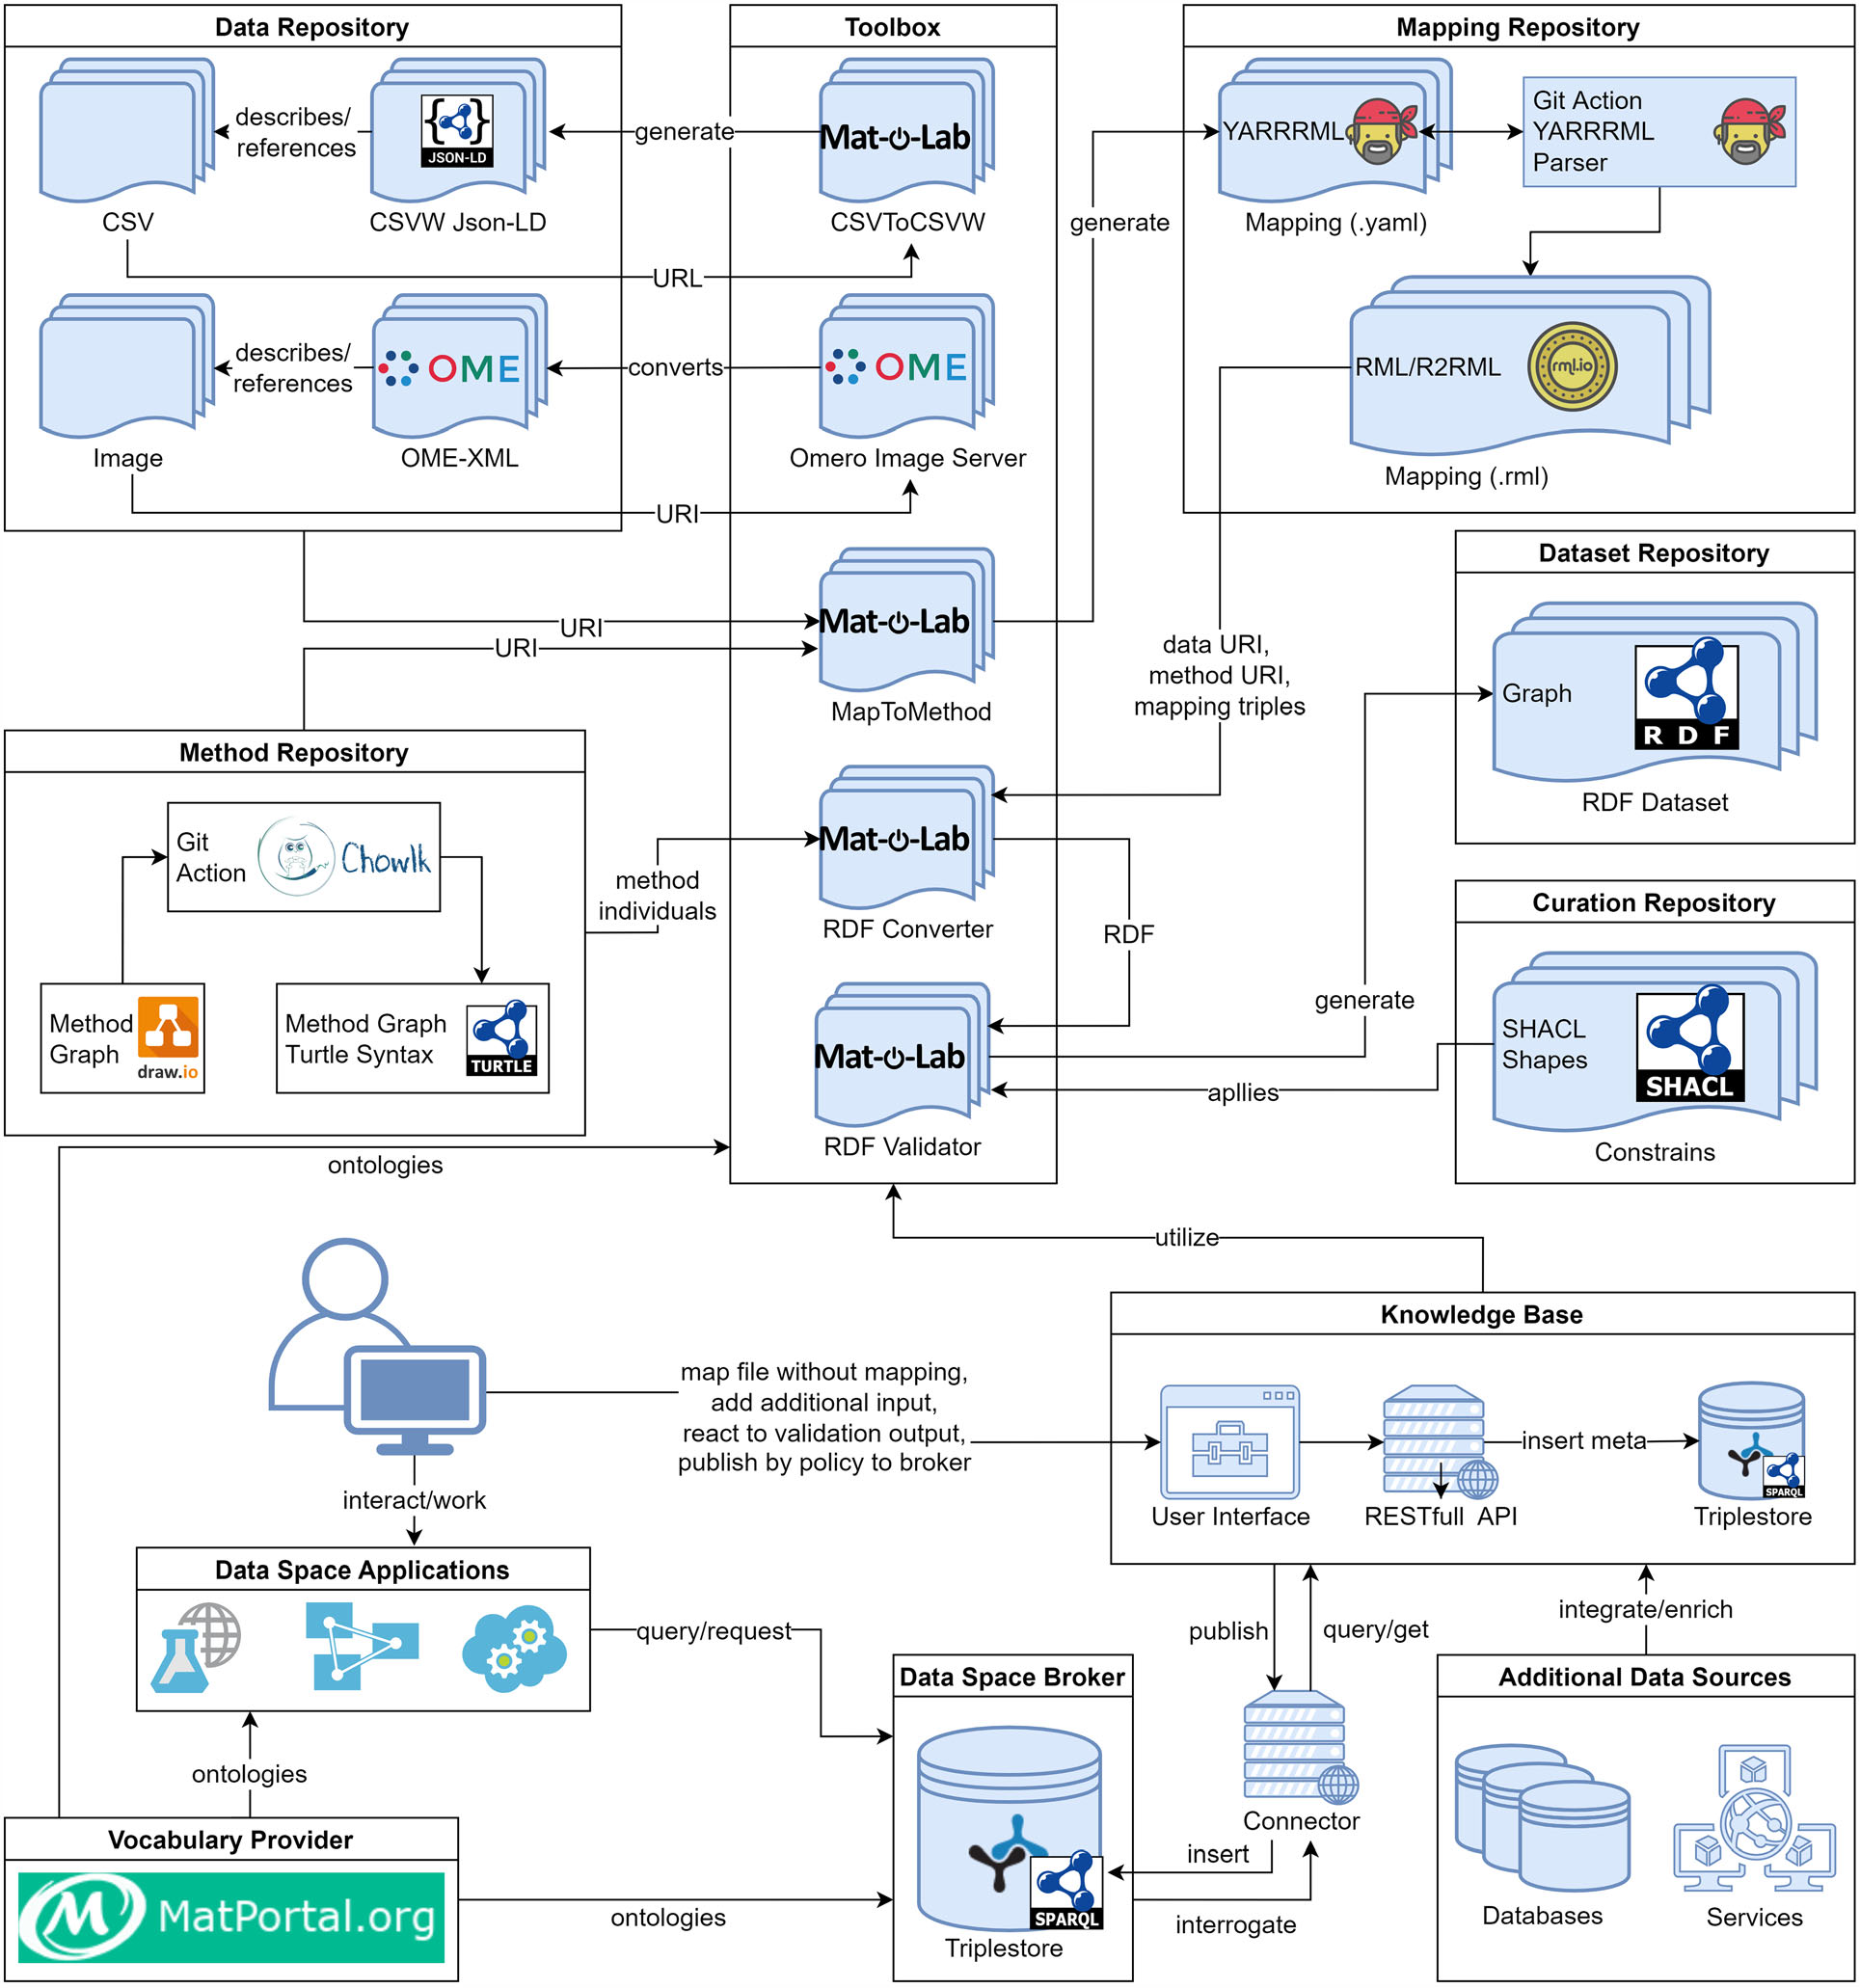 Data Repository
CSV
describes/
references
JSON-LD
CSVW Json-LD
generate
URL
Image
describes/
references
OME
OME-XML
converts
URI
Toolbox
Mat-o-Lab
CSVToCSVW
OME
Omero Image Server
Mat-o-Lab
MapToMethod
Mat-o-Lab
RDF Converter
Mat-o-Lab
RDF Validator
Mapping Repository
YARRRML
Mapping (.yaml)
Git Action
YARRRML
Parser
RML/R2RML
rml.io
Mapping (.rml)
generate
URI
URI
data URI,
method URI,
mapping triples
Dataset Repository
Graph
RDF
RDF Dataset
Method Repository
Git
Action
Chowlk
Method
Graph
draw.io
Method Graph
Turtle Syntax
TURTLE
method
individuals
RDF
generate
Curation Repository
SHACL
Shapes
SHACL
Constrains
apllies
ontologies
utilize
map file without mapping,
add additional input,
react to validation output,
publish by policy to broker
Knowledge Base
User Interface
RESTfull API
insert meta
SPARQL
Triplestore
interact/work
Data Space Applications
query/request
publish
query/get
integrate/enrich
Data Space Broker
SPARQL
Triplestore
Connector
insert
interrogate
Additional Data Sources
Databases
Services
ontologies
Vocabulary Provider
MatPortal.org
ontologies